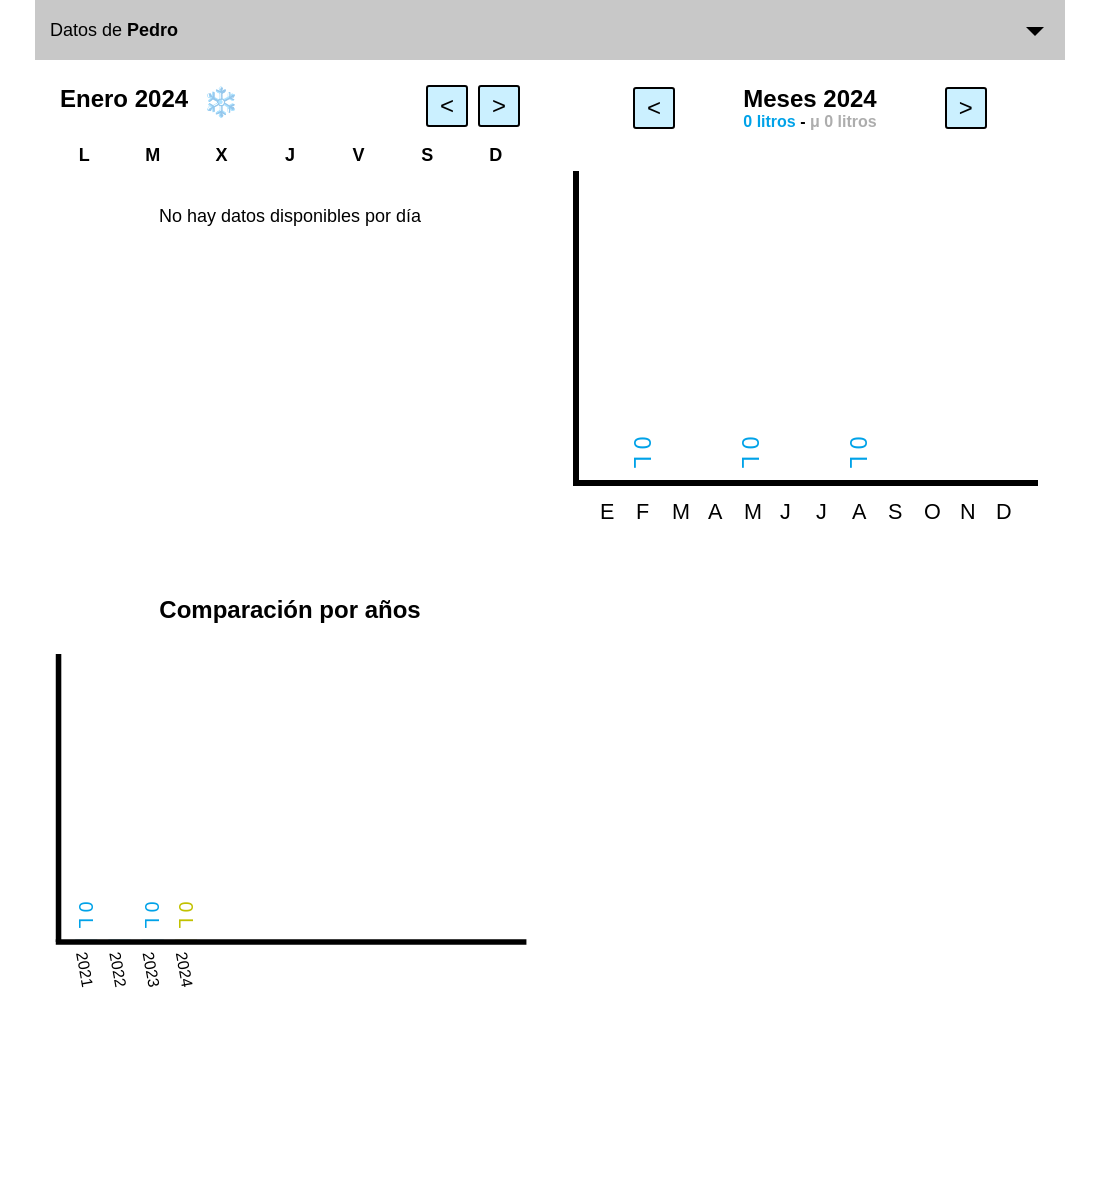 Datos de Pedro
Enero 2024 ❄️
< >
L M X J V S D
No hay datos disponibles por día
<
Meses 2024
0 litros - μ 0 litros
>
0 L
0 L
0 L
E F M A M J J A S O N D
Comparación por años
0 L
0 L
0 L
2021
2022
2023
2024